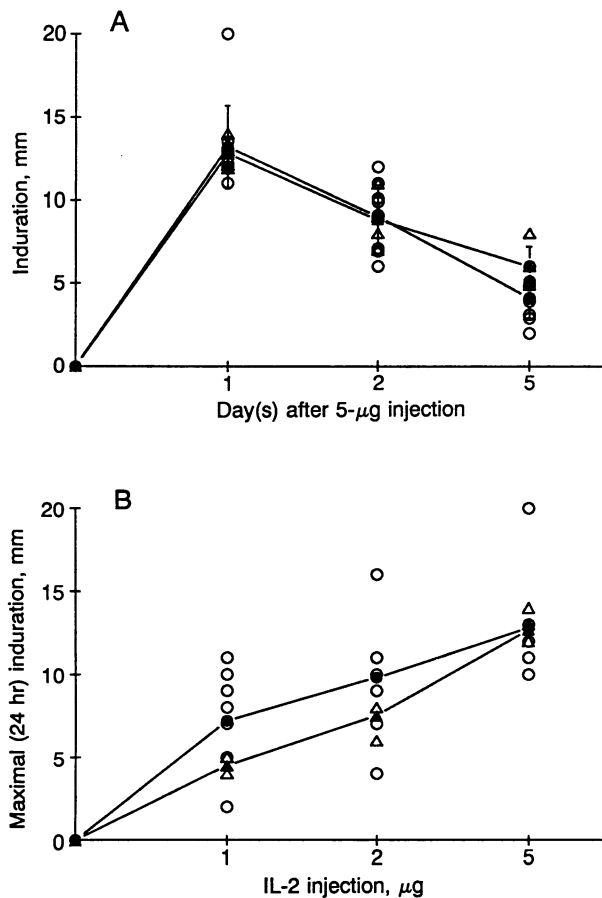 A
20
15
10
5
0
Induration, mm
1 2 5
Day(s) after 5-μg injection
B
20
15
10
5
0
Maximal (24 hr) induration, mm
1 2 5
IL-2 injection, μg